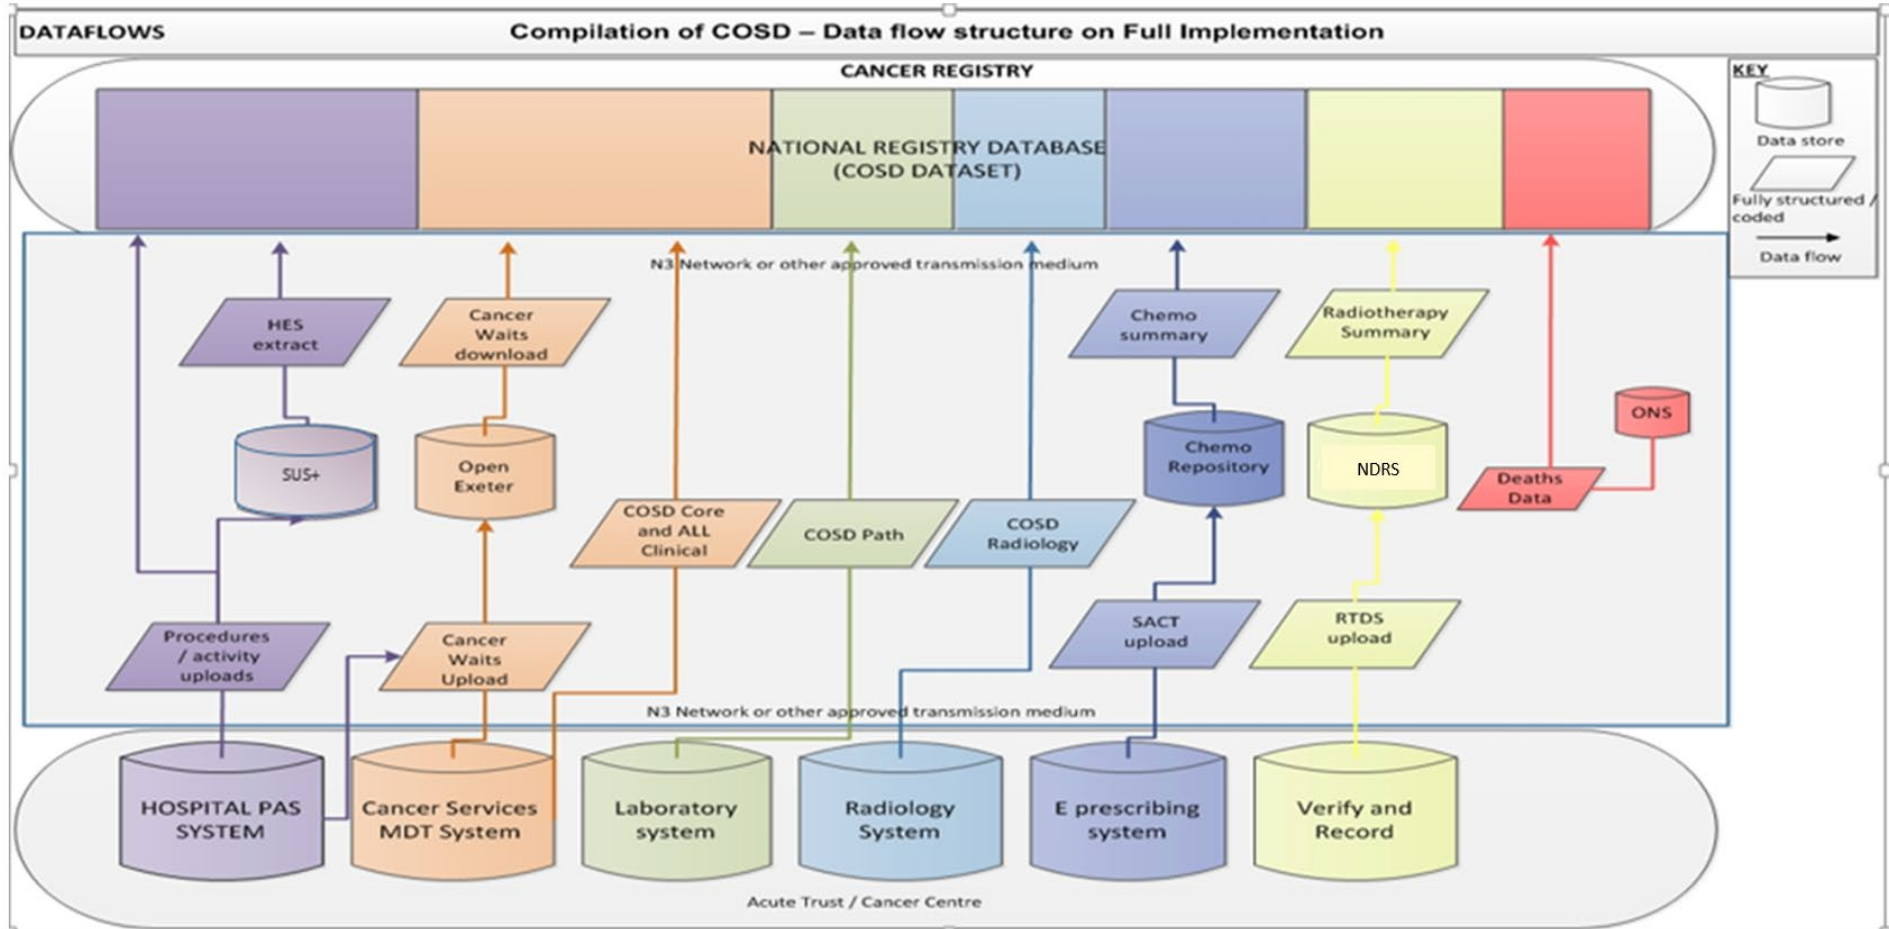 DATAFLOWS
Compilation of COSD – Data flow structure on Full Implementation
CANCER REGISTRY
NATIONAL REGISTRY DATABASE
(COSD DATASET)
KEY
Data store
Fully structured /
coded
Data flow
N3 Network or other approved transmission medium
HES
extract
Cancer
Waits
download
Chemo
summary
Radiotherapy
Summary
SUS+
Open
Exeter
Chemo
Repository
NDRS
ONS
Deaths
Data
COSD Core
and ALL
Clinical
COSD Path
COSD
Radiology
Procedures
/ activity
uploads
Cancer
Waits
Upload
SACT
upload
RTDS
upload
N3 Network or other approved transmission medium
HOSPITAL PAS
SYSTEM
Cancer Services
MDT System
Laboratory
system
Radiology
System
E prescribing
system
Verify and
Record
Acute Trust / Cancer Centre